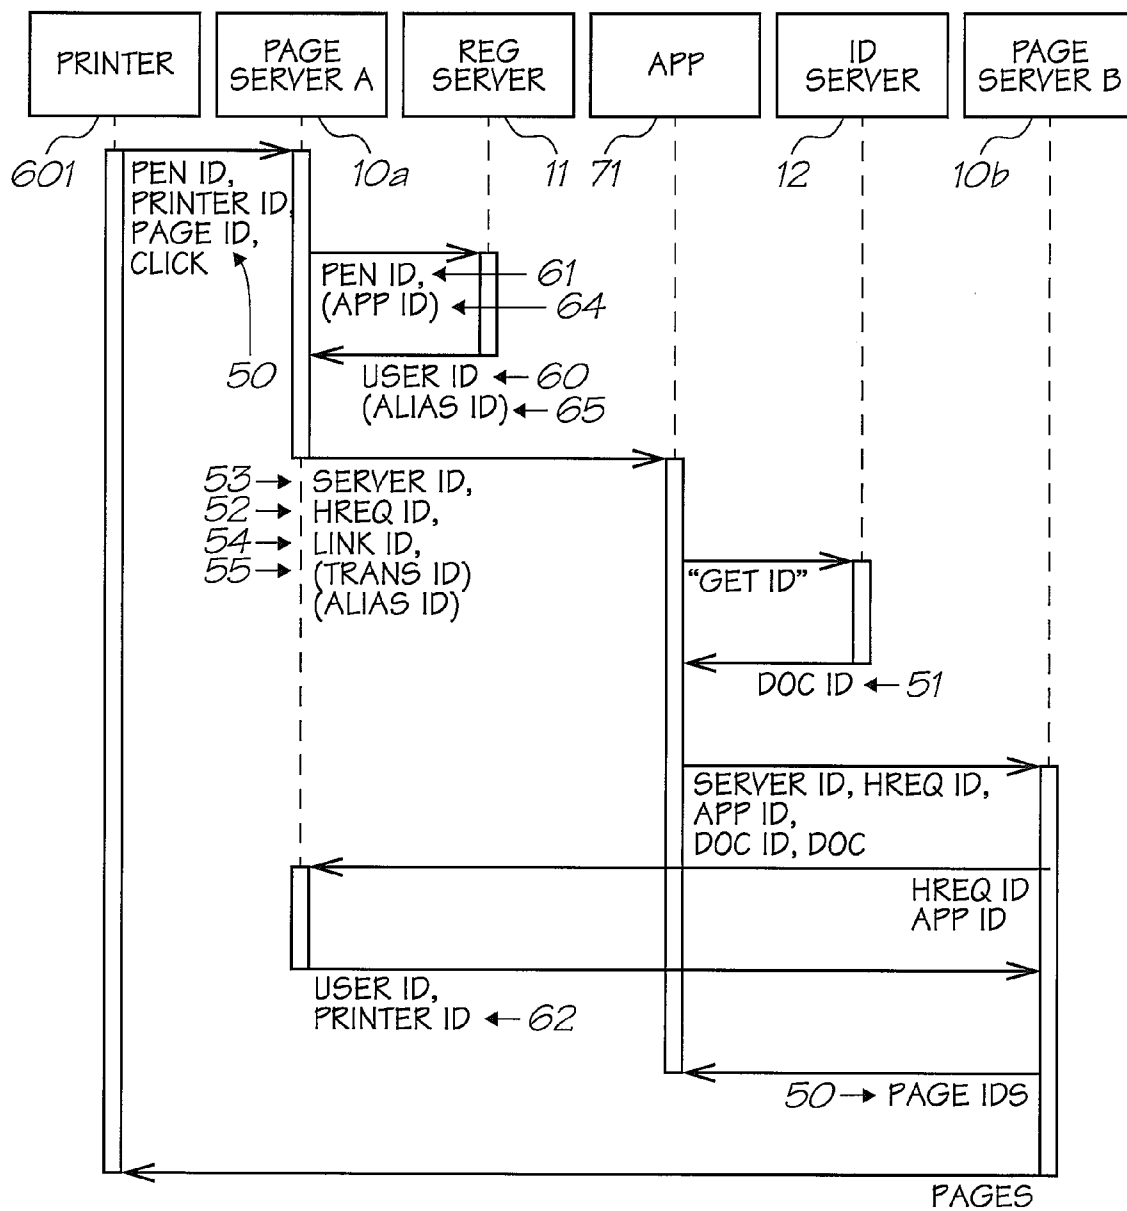 PRINTER
PAGE
SERVER A
REG
SERVER
APP
ID
SERVER
PAGE
SERVER B
601
10a
11
71
12
10b
PEN ID,
PRINTER ID,
PAGE ID,
CLICK
50
PEN ID,
61
(APP ID)
64
USER ID
60
(ALIAS ID)
65
53
SERVER ID,
52
HREQ ID,
54
LINK ID,
55
(TRANS ID)
(ALIAS ID)
"GET ID"
DOC ID
51
SERVER ID, HREQ ID,
APP ID,
DOC ID, DOC
HREQ ID
APP ID
USER ID,
PRINTER ID
62
50
PAGE IDS
PAGES